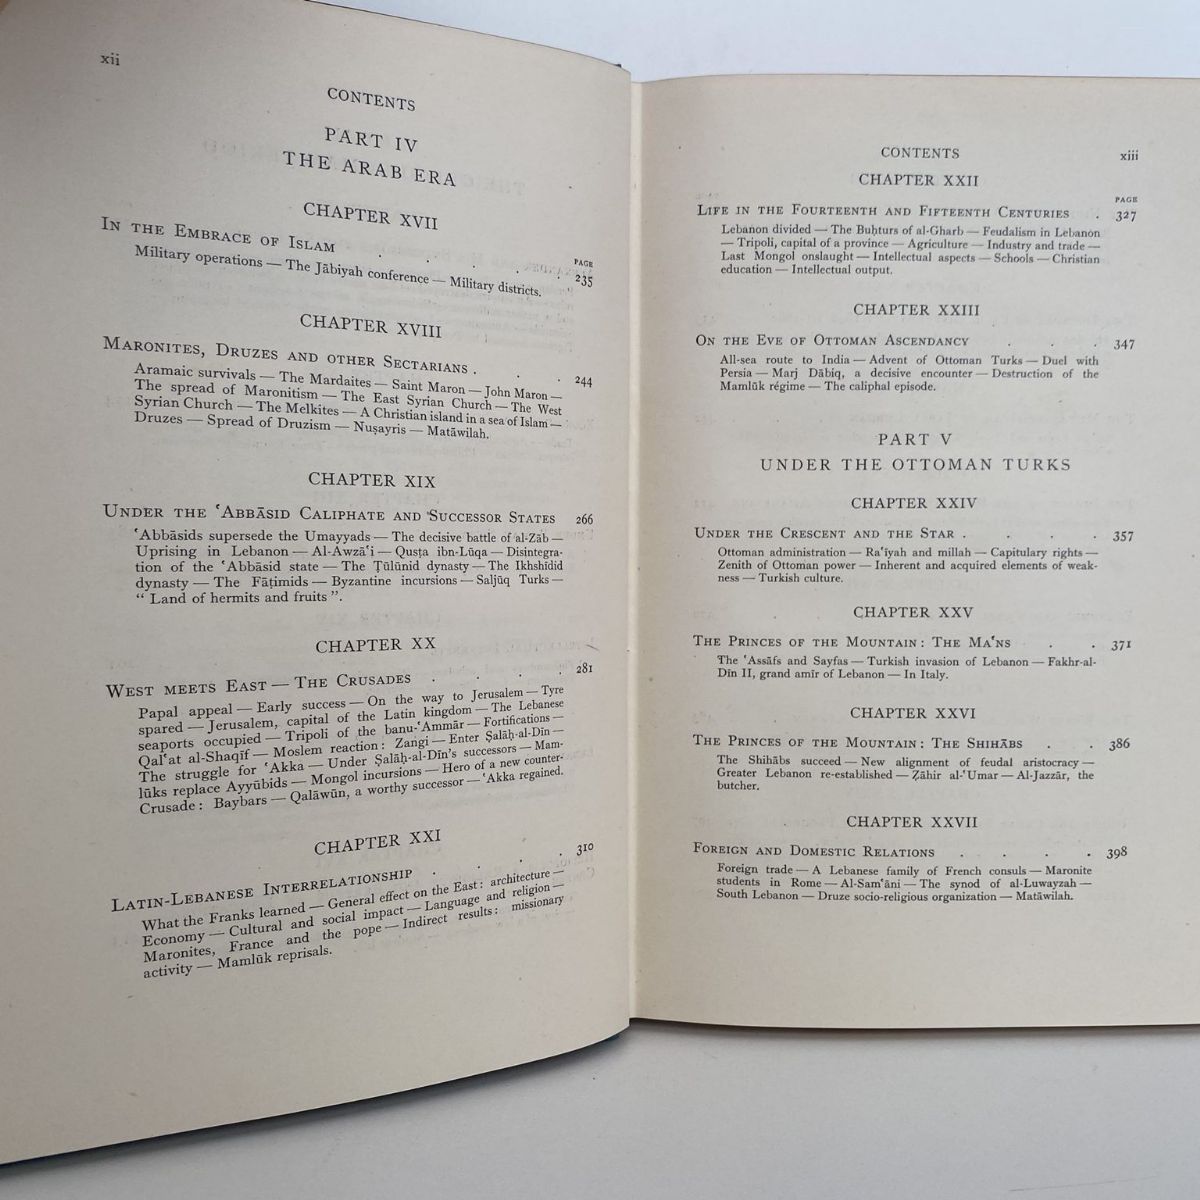 xii
CONTENTS
PART IV
THE ARAB ERA
CHAPTER XVII
PAGE
IN THE EMBRACE OF ISLAM . . . . . 235
Military operations — The Jābiyah conference — Military districts.
CHAPTER XVIII
MARONITES, DRUZES AND OTHER SECTARIANS . . . 244
Aramaic survivals — The Mardaites — Saint Maron — John Maron —
The spread of Maronitism — The East Syrian Church — The West
Syrian Church — The Melkites — A Christian island in a sea of Islam —
Druzes — Spread of Druzism — Nuṣayris — Matāwilah.
CHAPTER XIX
UNDER THE ʻABBĀSID CALIPHATE AND SUCCESSOR STATES 266
ʻAbbāsids supersede the Umayyads — The decisive battle of al-Zāb —
Uprising in Lebanon — Al-Awzāʻi — Qusṭa ibn-Lūqa — Disintegra-
tion of the ʻAbbāsid state — The Ṭūlūnid dynasty — The Ikhshīdid
dynasty — The Fāṭimids — Byzantine incursions — Saljūq Turks —
“ Land of hermits and fruits ”.
CHAPTER XX
WEST MEETS EAST — THE CRUSADES . . . . 281
Papal appeal — Early success — On the way to Jerusalem — Tyre
spared — Jerusalem, capital of the Latin kingdom — The Lebanese
seaports occupied — Tripoli of the banu-ʻAmmār — Fortifications —
Qalʻat al-Shaqīf — Moslem reaction : Zangi — Enter Ṣalāḥ-al-Dīn —
The struggle for ʻAkka — Under Ṣalāḥ-al-Dīn's successors — Mam-
lūks replace Ayyūbids — Mongol incursions — Hero of a new counter-
Crusade : Baybars — Qalāwūn, a worthy successor — ʻAkka regained.
CHAPTER XXI
LATIN-LEBANESE INTERRELATIONSHIP . . . . 310
What the Franks learned — General effect on the East : architecture —
Economy — Cultural and social impact — Language and religion —
Maronites, France and the pope — Indirect results : missionary
activity — Mamlūk reprisals.
CONTENTS xiii
CHAPTER XXII
PAGE
LIFE IN THE FOURTEENTH AND FIFTEENTH CENTURIES . 327
Lebanon divided — The Buḥturs of al-Gharb — Feudalism in Lebanon
— Tripoli, capital of a province — Agriculture — Industry and trade —
Last Mongol onslaught — Intellectual aspects — Schools — Christian
education — Intellectual output.
CHAPTER XXIII
ON THE EVE OF OTTOMAN ASCENDANCY . . . 347
All-sea route to India — Advent of Ottoman Turks — Duel with
Persia — Marj Dābiq, a decisive encounter — Destruction of the
Mamlūk régime — The caliphal episode.
PART V
UNDER THE OTTOMAN TURKS
CHAPTER XXIV
UNDER THE CRESCENT AND THE STAR . . . . 357
Ottoman administration — Raʻīyah and millah — Capitulary rights —
Zenith of Ottoman power — Inherent and acquired elements of weak-
ness — Turkish culture.
CHAPTER XXV
THE PRINCES OF THE MOUNTAIN : THE MAʻNS . . 371
The ʻAssāfs and Sayfas — Turkish invasion of Lebanon — Fakhr-al-
Dīn II, grand amīr of Lebanon — In Italy.
CHAPTER XXVI
THE PRINCES OF THE MOUNTAIN : THE SHIHĀBS . . 386
The Shihābs succeed — New alignment of feudal aristocracy —
Greater Lebanon re-established — Ẓāhir al-ʻUmar — Al-Jazzār, the
butcher.
CHAPTER XXVII
FOREIGN AND DOMESTIC RELATIONS . . . . 398
Foreign trade — A Lebanese family of French consuls — Maronite
students in Rome — Al-Samʻāni — The synod of al-Luwayzah —
South Lebanon — Druze socio-religious organization — Matāwilah.